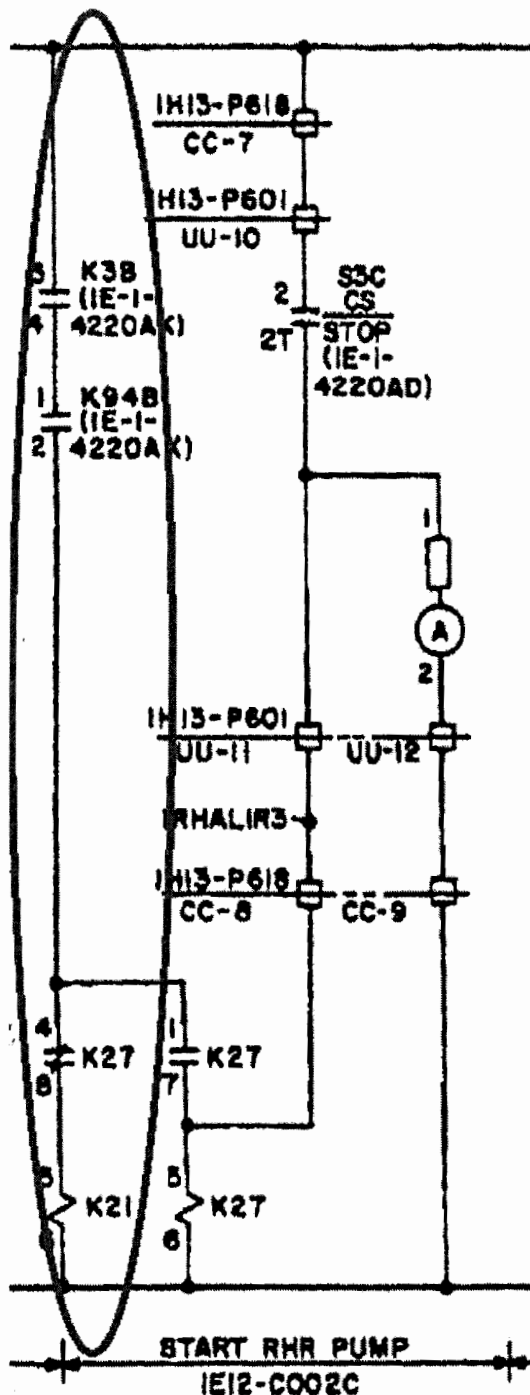 1H13-P618
CC-7
1H13-P601
UU-10
3 K3B
(1E-1-
4 4220AK)
2 S3C
CS
2T STOP
(1E-1-
4220AD)
1 K94B
(1E-1-
2 4220AK)
1
A
2
1H13-P601
UU-11 UU-12
1RHALIR3
1H13-P618
CC-8 CC-9
4 K27 8
1 K27 7
5 K21
5 K27 6
START RHR PUMP
1E12-C002C